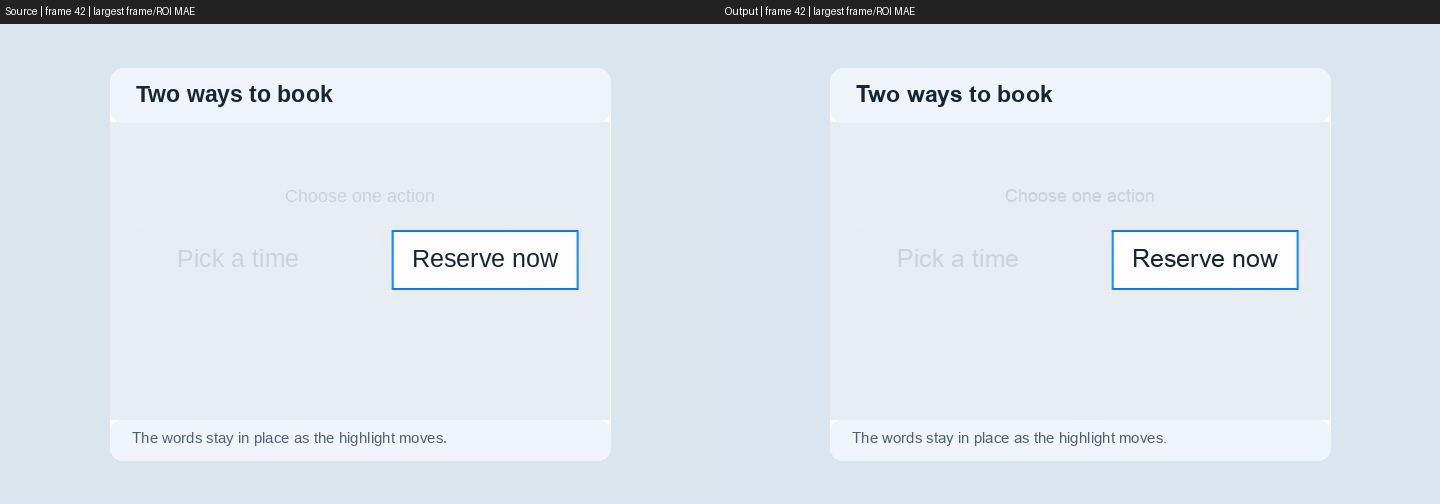 Source | frame 42 | largest frame/ROI MAE
Output | frame 42 | largest frame/ROI MAE
Two ways to book
Choose one action
Pick a time
Reserve now
The words stay in place as the highlight moves.
Two ways to book
Choose one action
Pick a time
Reserve now
The words stay in place as the highlight moves.